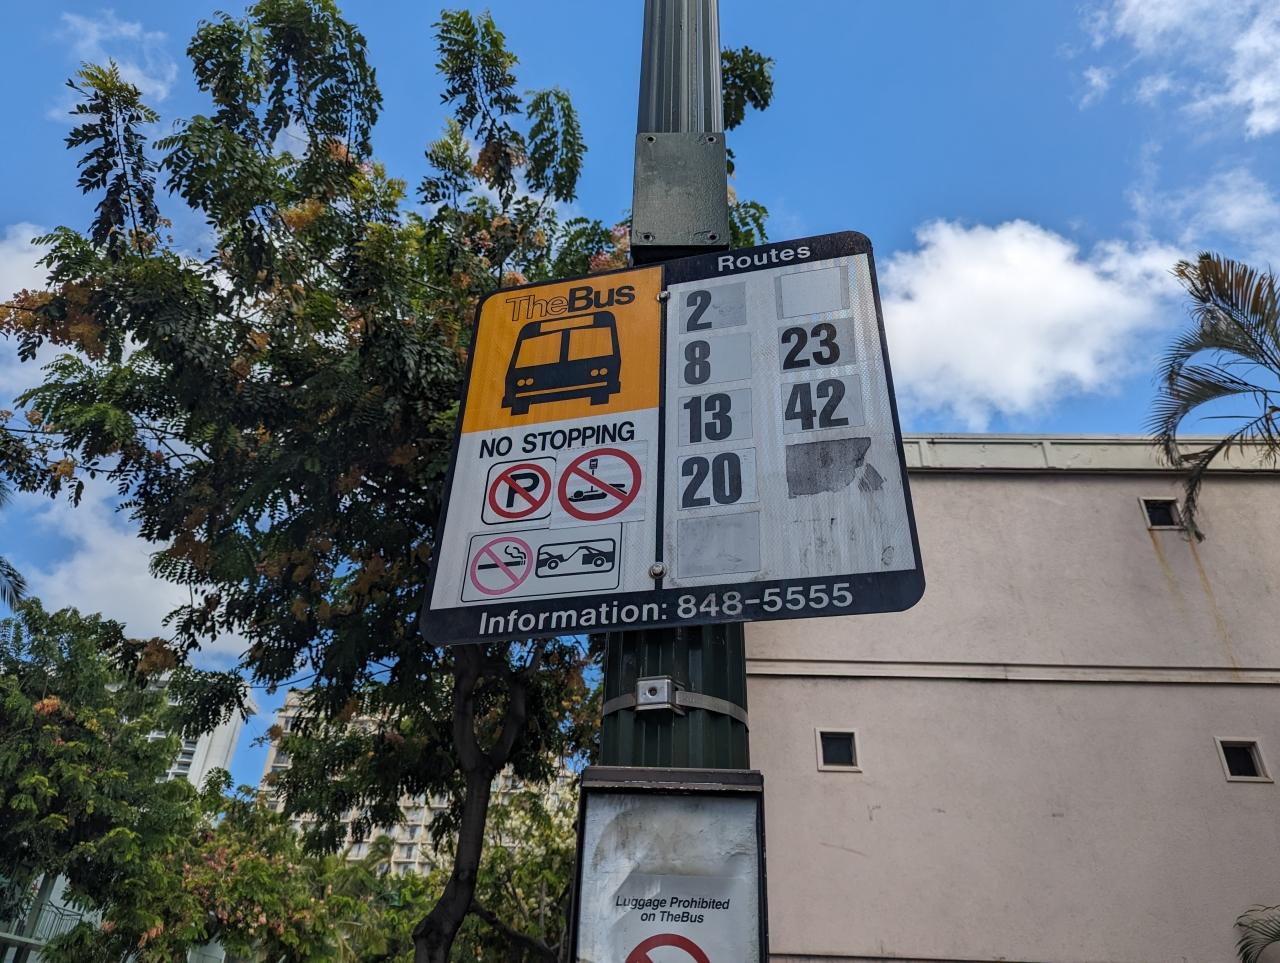 Routes
TheBus
2
8
13
20
23
42
NO STOPPING
P
Information: 848-5555
Luggage Prohibited
on TheBus